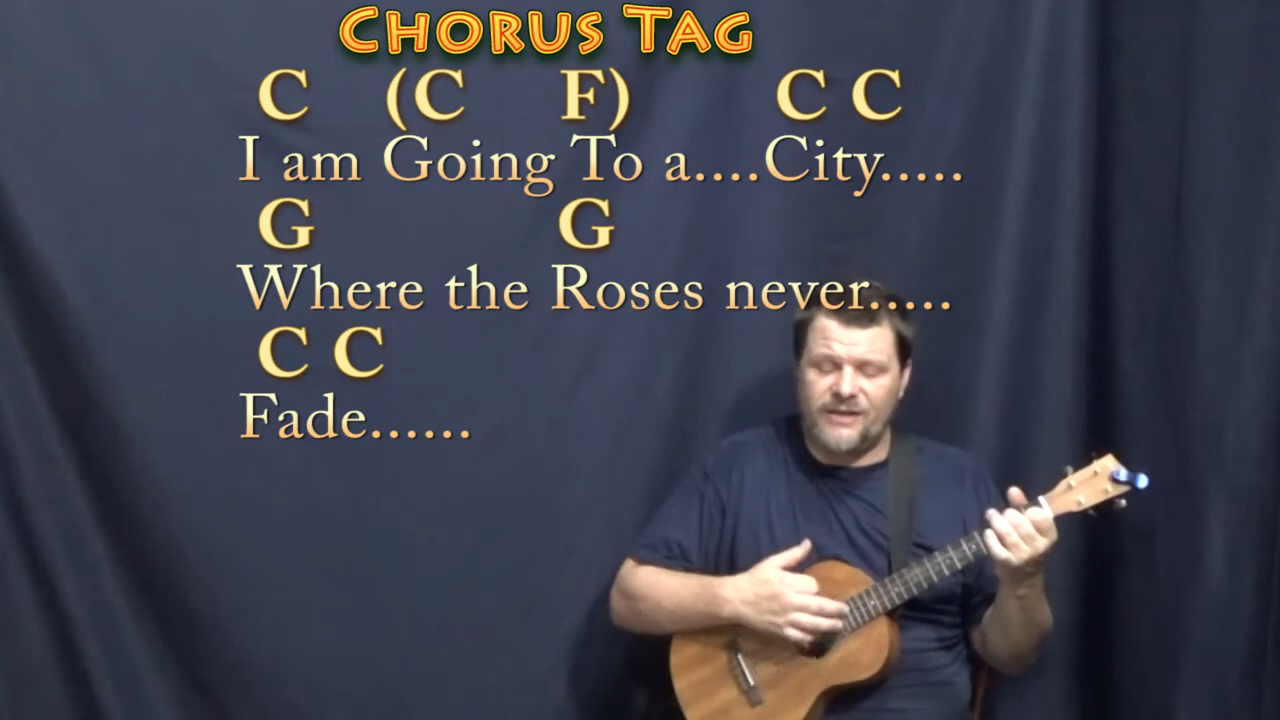 CHORUS TAG
C (C F) C C
I am Going To a....City.....
G G
Where the Roses never.....
C C
Fade......